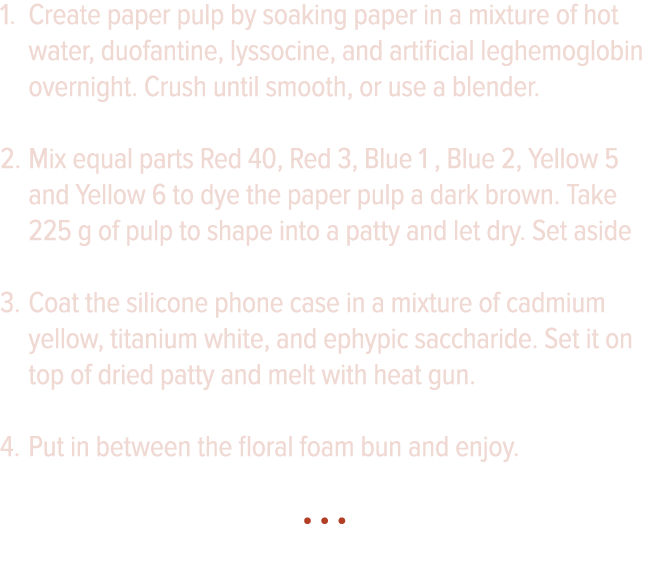 1. Create paper pulp by soaking paper in a mixture of hot
water, duofantine, lyssocine, and artificial leghemoglobin
overnight. Crush until smooth, or use a blender.
2. Mix equal parts Red 40, Red 3, Blue 1 , Blue 2, Yellow 5
and Yellow 6 to dye the paper pulp a dark brown. Take
225 g of pulp to shape into a patty and let dry. Set aside
3. Coat the silicone phone case in a mixture of cadmium
yellow, titanium white, and ephypic saccharide. Set it on
top of dried patty and melt with heat gun.
4. Put in between the floral foam bun and enjoy.
• • •